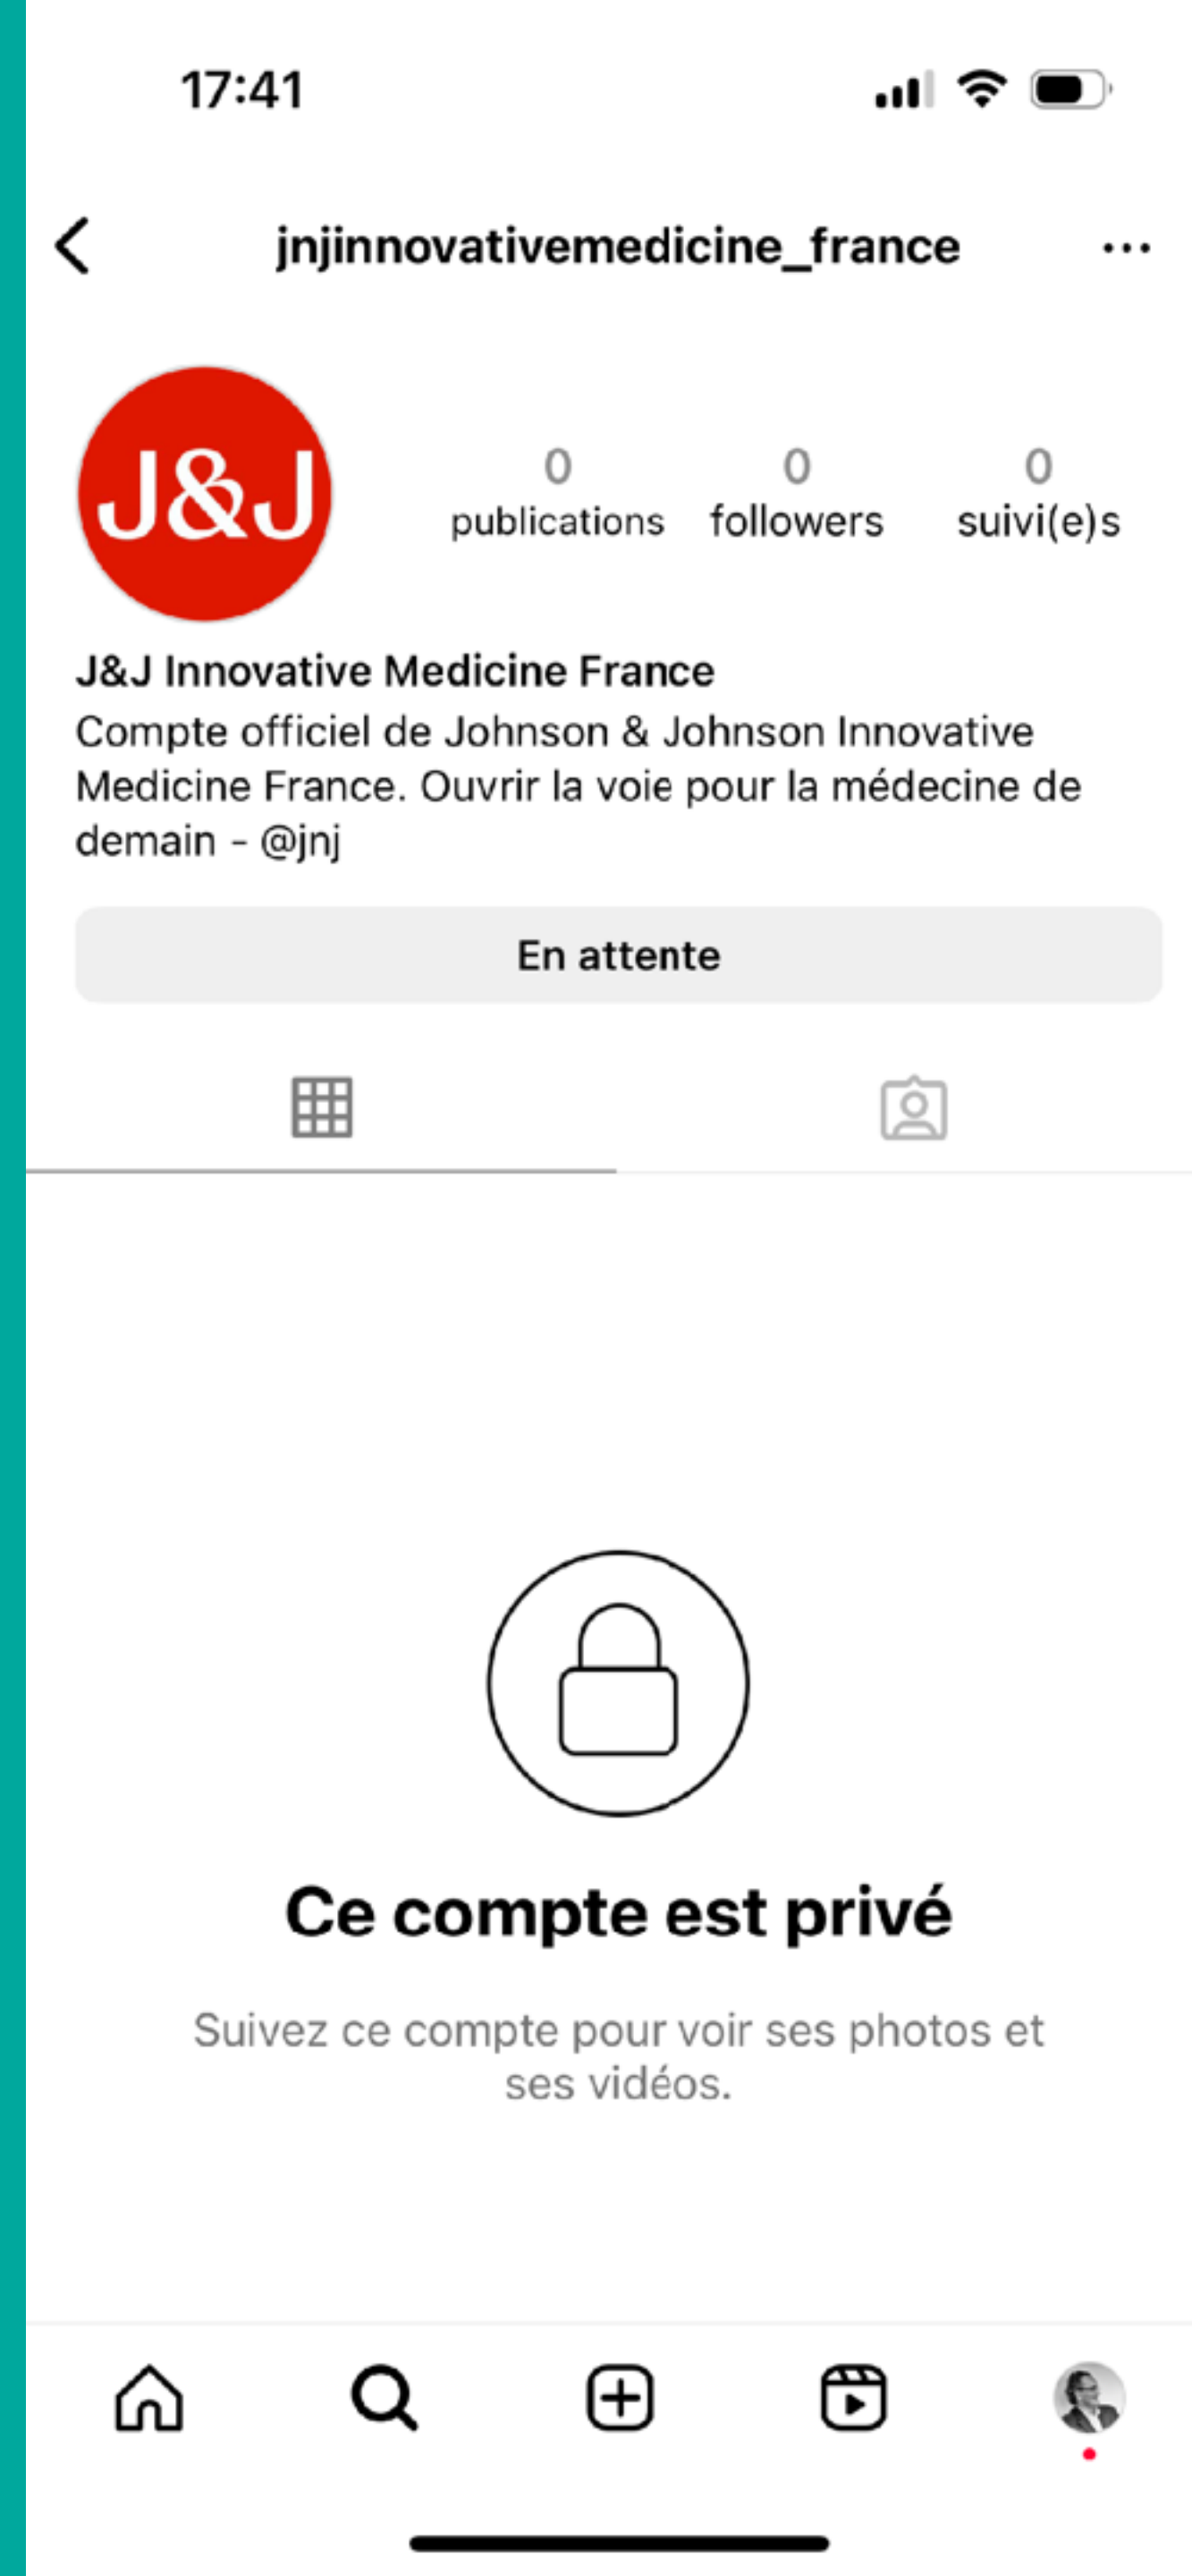 17:41
jnjinnovativemedicine_france
J&J
0 0 0
publications followers suivi(e)s
J&J Innovative Medicine France
Compte officiel de Johnson & Johnson Innovative
Medicine France. Ouvrir la voie pour la médecine de
demain - @jnj
En attente
Ce compte est privé
Suivez ce compte pour voir ses photos et
ses vidéos.